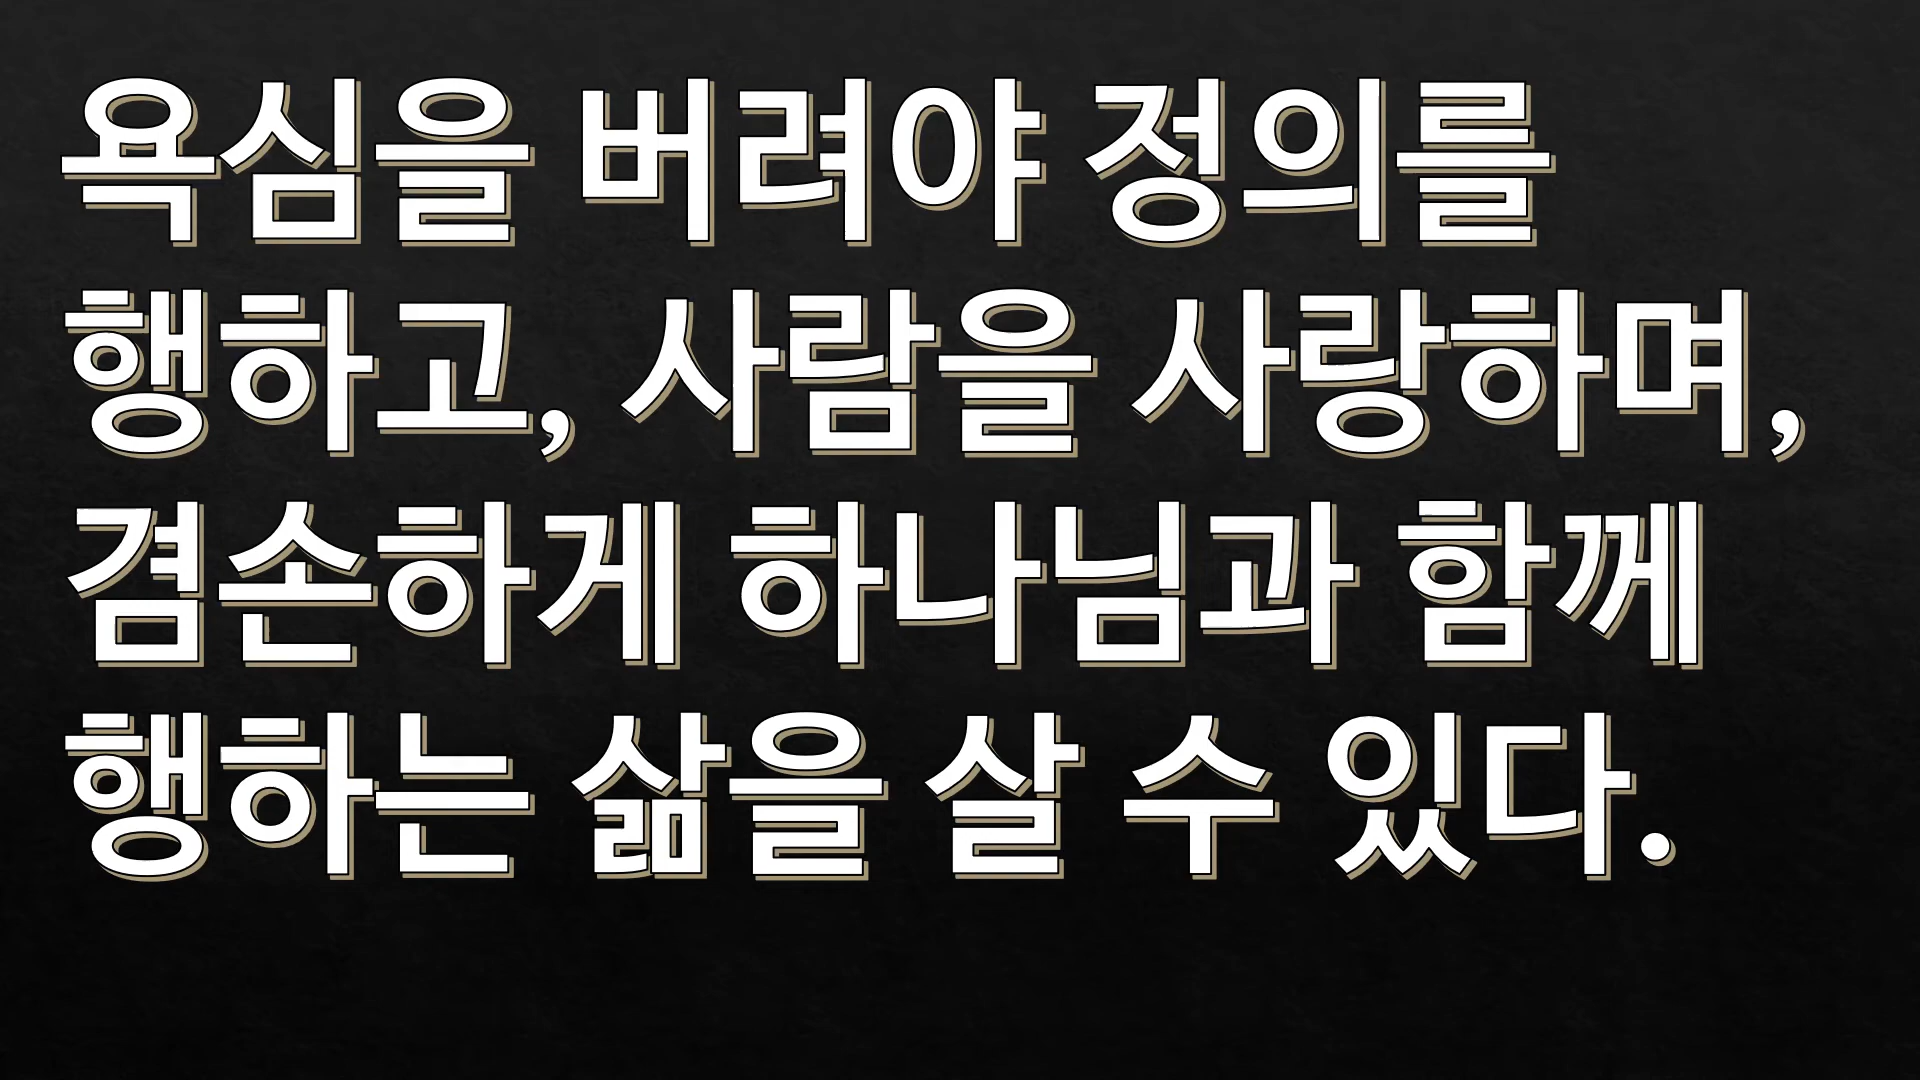 욕심을 버려야 정의를
행하고, 사람을 사랑하며,
겸손하게 하나님과 함께
행하는 삶을 살 수 있다.